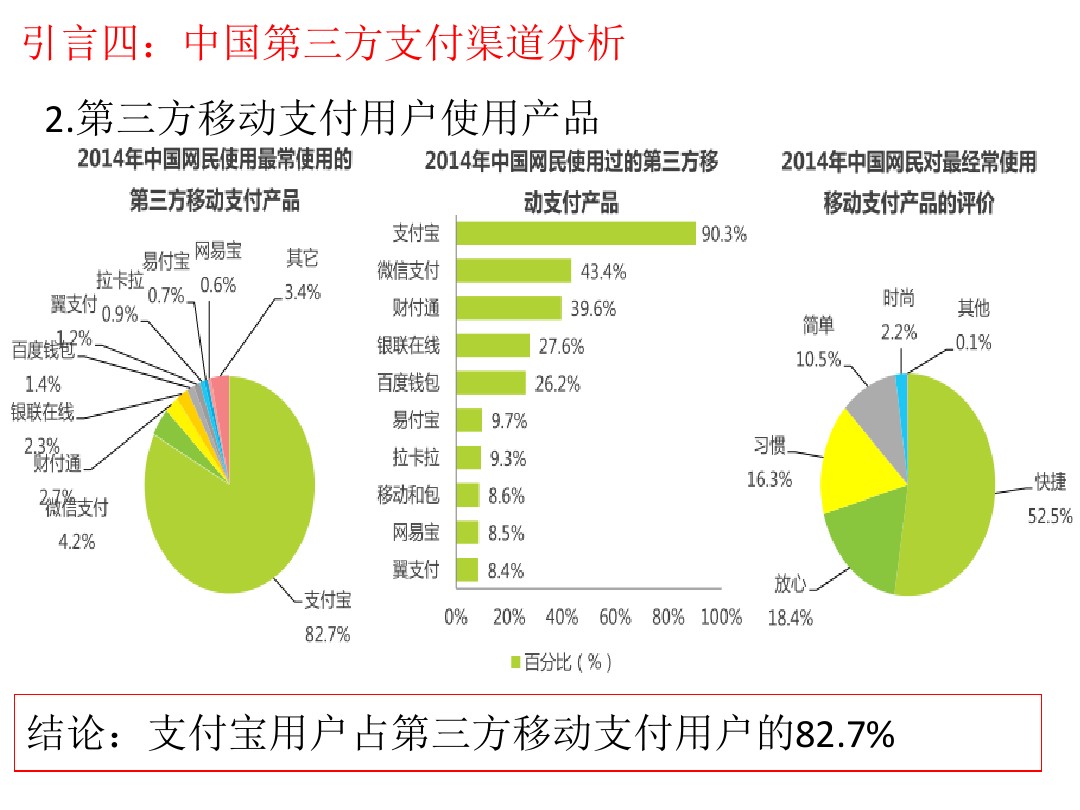 引言四：中国第三方支付渠道分析
2.第三方移动支付用户使用产品
2014年中国网民使用最常使用的
第三方移动支付产品
网易宝
0.6%
易付宝
0.7%
其它
3.4%
拉卡拉
0.9%
翼支付
1.2%
百度钱包
1.4%
银联在线
2.3%
财付通
2.7%
微信支付
4.2%
支付宝
82.7%
2014年中国网民使用过的第三方移
动支付产品
支付宝 90.3%
微信支付 43.4%
财付通 39.6%
银联在线 27.6%
百度钱包 26.2%
易付宝 9.7%
拉卡拉 9.3%
移动和包 8.6%
网易宝 8.5%
翼支付 8.4%
0% 20% 40% 60% 80% 100%
百分比（%）
2014年中国网民对最经常使用
移动支付产品的评价
时尚
2.2%
其他
0.1%
简单
10.5%
习惯
16.3%
快捷
52.5%
放心
18.4%
结论：支付宝用户占第三方移动支付用户的82.7%